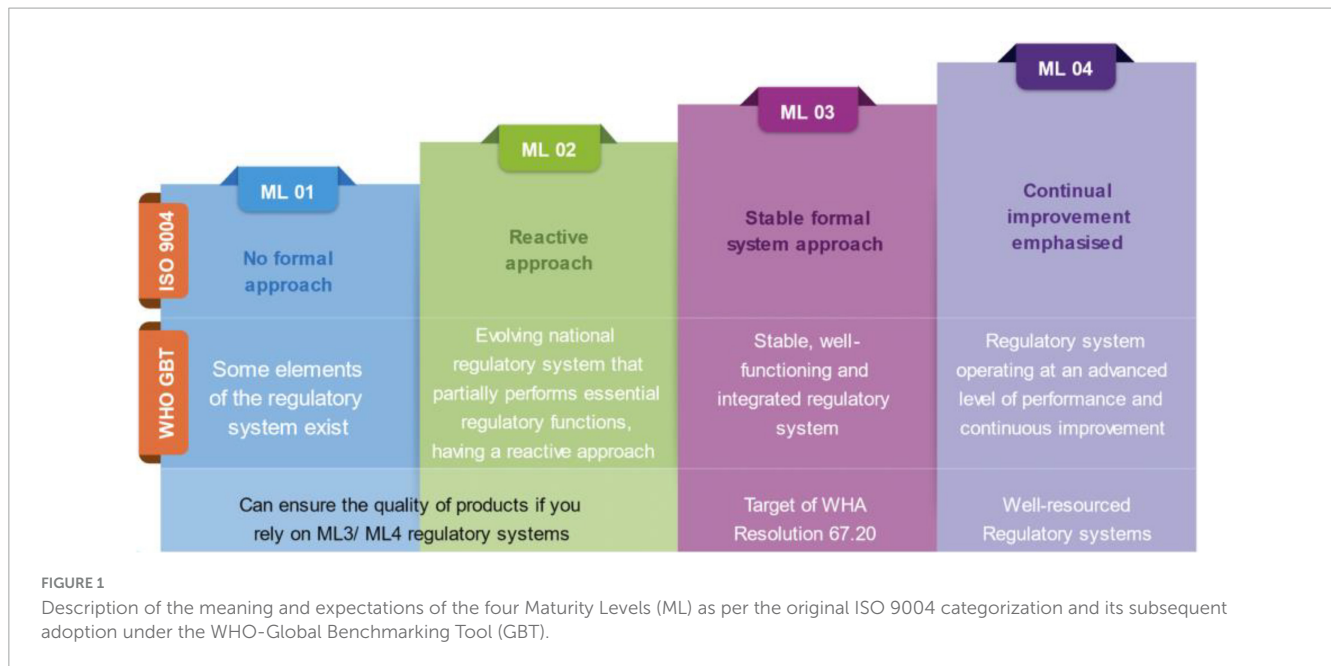 ML 01
ML 02
ML 03
ML 04
ISO 9004
No formal
approach
Reactive
approach
Stable formal
system approach
Continual
improvement
emphasised
WHO GBT
Some elements
of the regulatory
system exist
Evolving national
regulatory system that
partially performs essential
regulatory functions,
having a reactive approach
Stable, well-
functioning and
integrated regulatory
system
Regulatory system
operating at an advanced
level of performance and
continuous improvement
Can ensure the quality of products if you
rely on ML3/ ML4 regulatory systems
Target of WHA
Resolution 67.20
Well-resourced
Regulatory systems
FIGURE 1
Description of the meaning and expectations of the four Maturity Levels (ML) as per the original ISO 9004 categorization and its subsequent
adoption under the WHO-Global Benchmarking Tool (GBT).